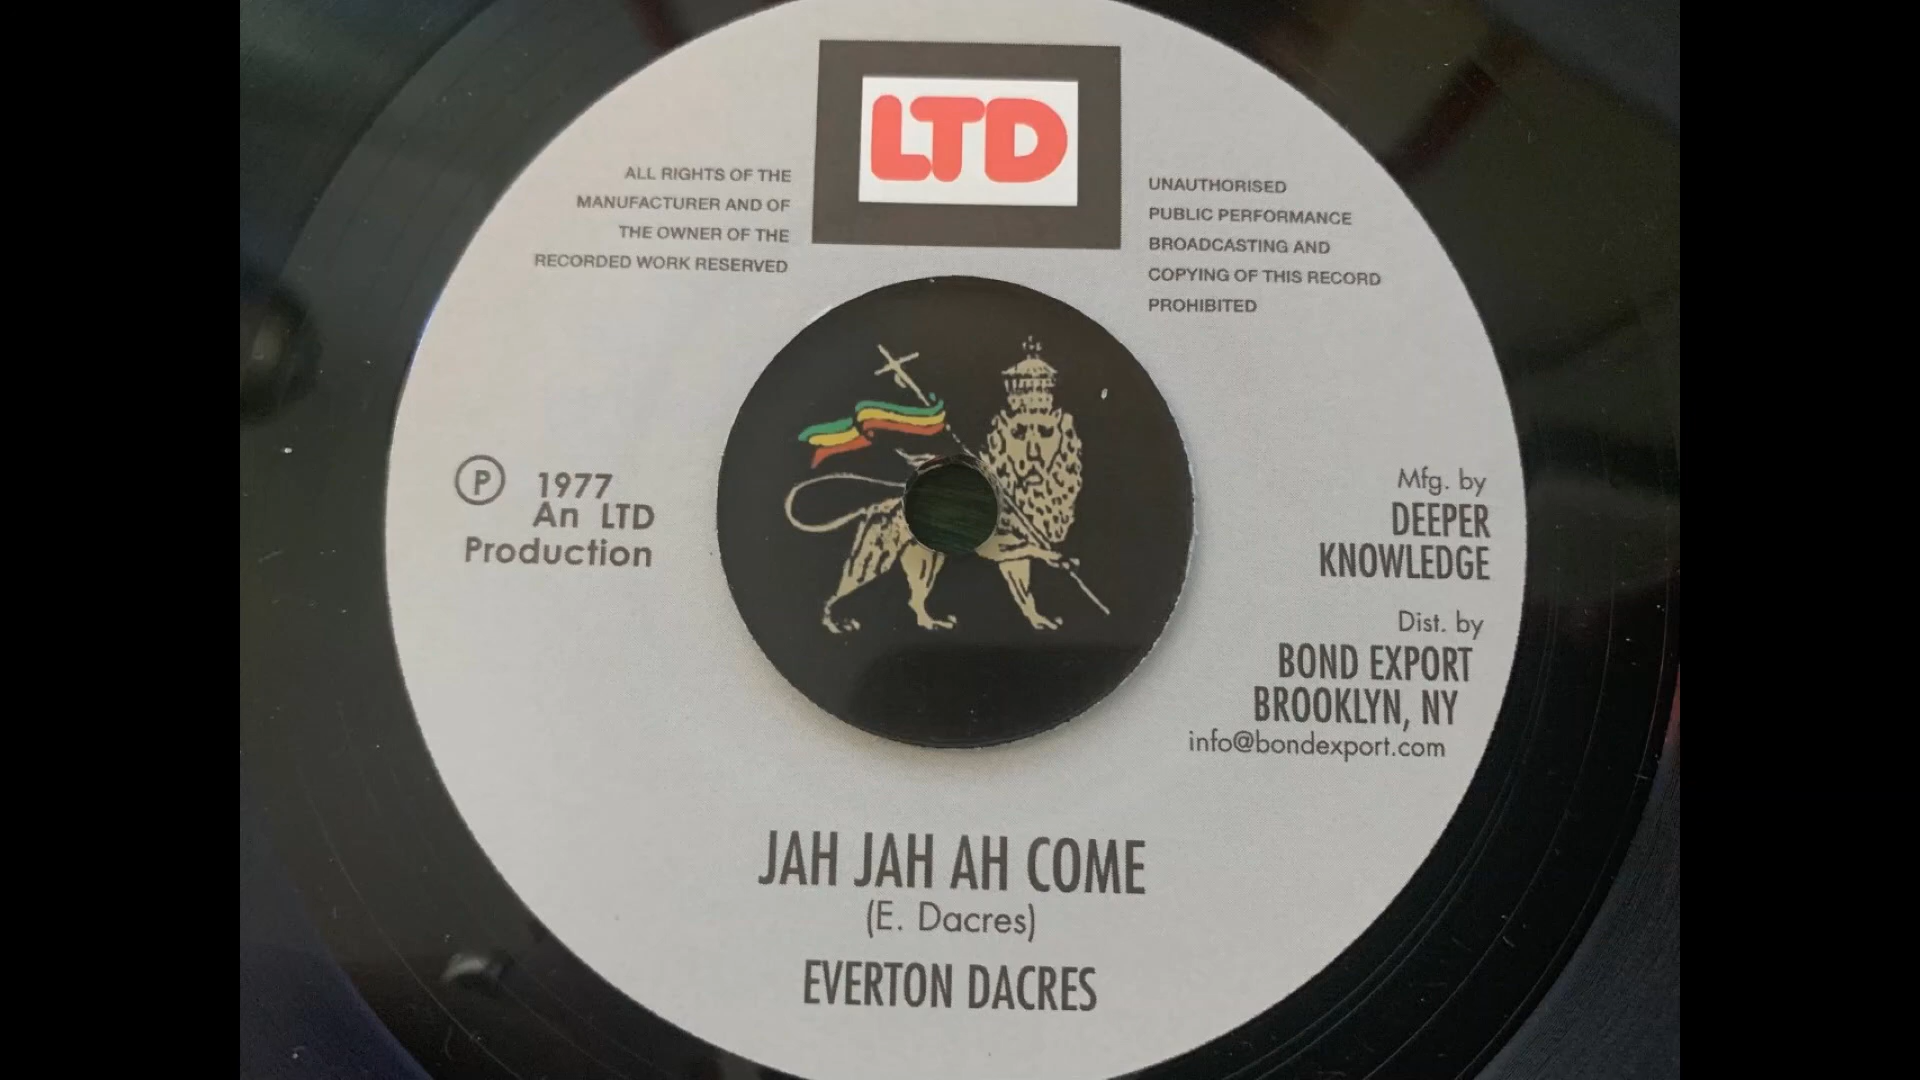 LTD
ALL RIGHTS OF THE
MANUFACTURER AND OF
THE OWNER OF THE
RECORDED WORK RESERVED
UNAUTHORISED
PUBLIC PERFORMANCE
BROADCASTING AND
COPYING OF THIS RECORD
PROHIBITED
Ⓟ 1977
An LTD
Production
Mfg. by
DEEPER
KNOWLEDGE
Dist. by
BOND EXPORT
BROOKLYN, NY
info@bondexport.com
JAH JAH AH COME
(E. Dacres)
EVERTON DACRES